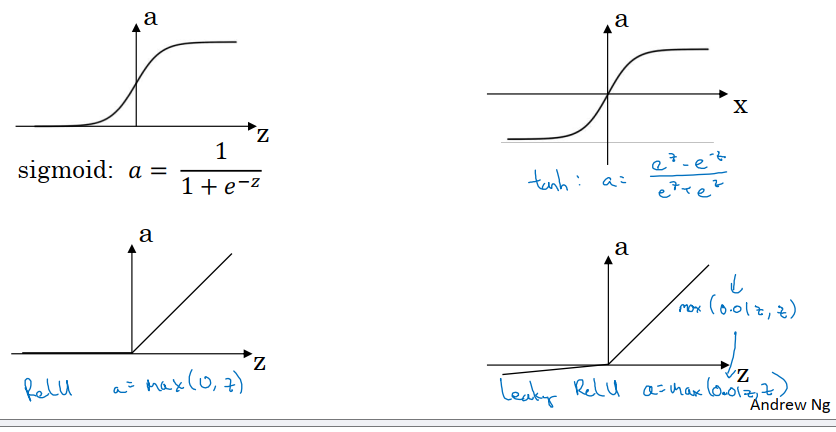 a
z
sigmoid: a = 1 / (1 + e^−z)
a
x
tanh: a = (e^z - e^-z) / (e^z + e^z)
a
z
ReLU a = max(0, z)
a
max(0.01z, z)
z
Leaky ReLU a = max(0.01z, z)
Andrew Ng